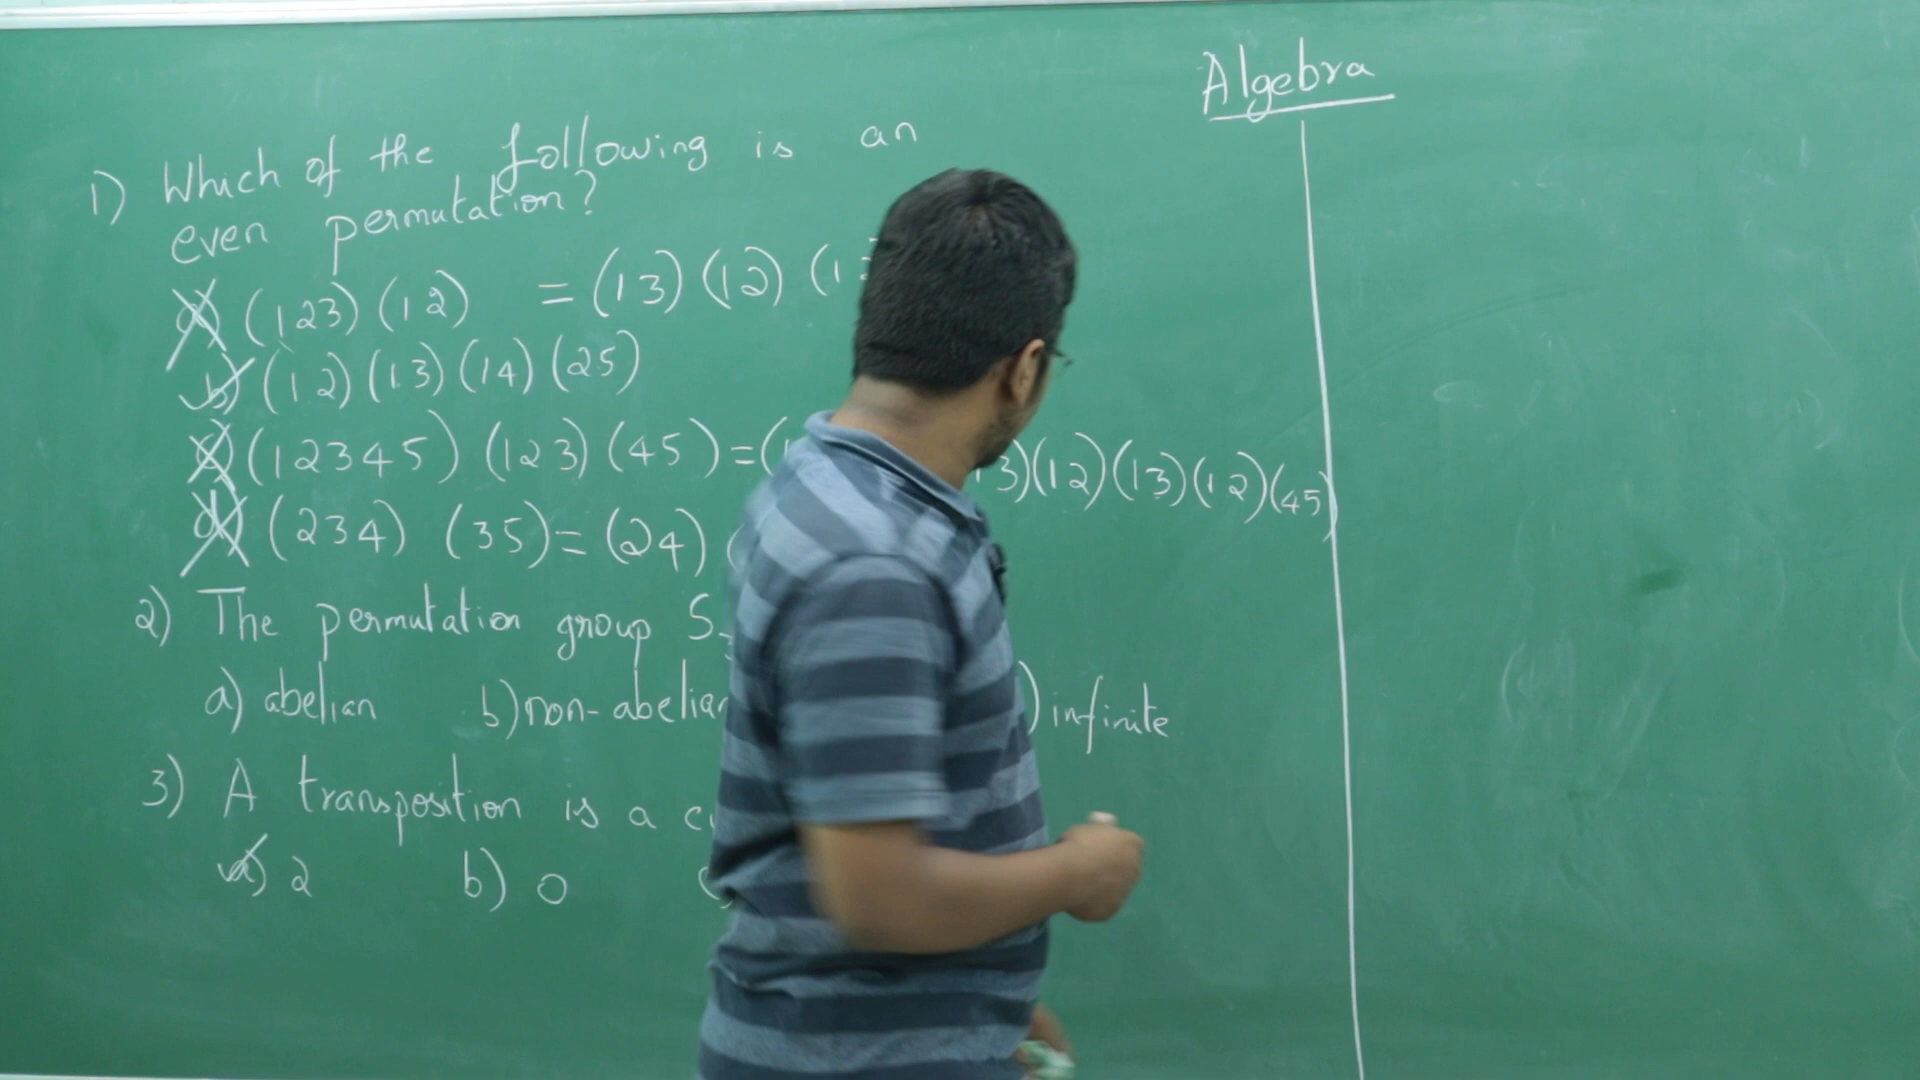 Algebra
1) Which of the following is an
even permutation?
a) (123) (12) = (13) (12) (1
b) (12) (13) (14) (25)
c) (12345) (123) (45) = ( 3)(12)(13)(12)(45)
d) (234) (35) = (24) (
2) The permutation group S
a) abelian b) non-abelian ) infinite
3) A transposition is a
a) 2 b) 0